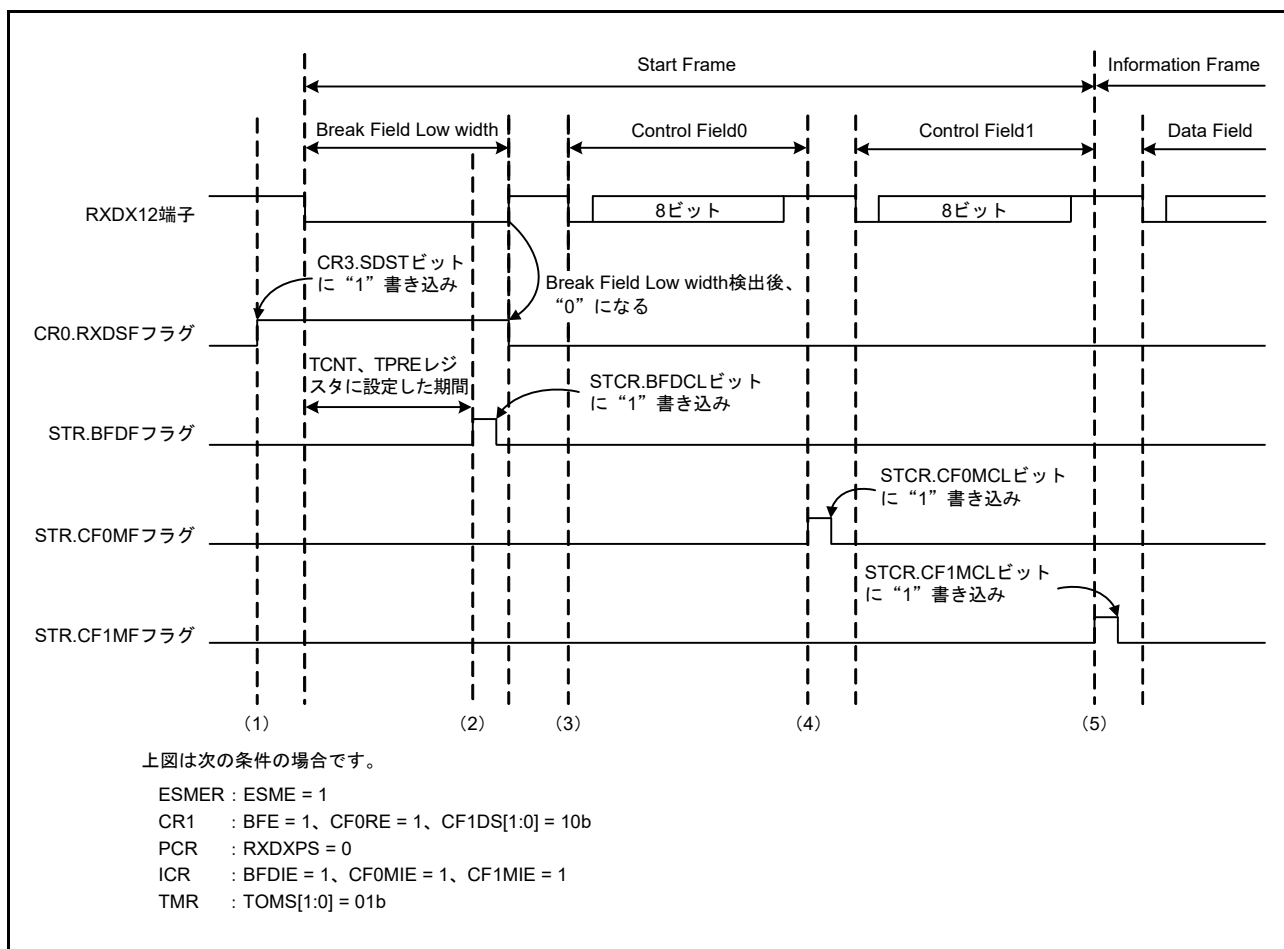 Start Frame
Information Frame
Break Field Low width
Control Field0
Control Field1
Data Field
RXDX12端子
8ビット
8ビット
CR3.SDSTビット
に“1”書き込み
Break Field Low width検出後、
“0”になる
CR0.RXDSFフラグ
TCNT、TPREレジ
スタに設定した期間
STCR.BFDCLビット
に“1”書き込み
STR.BFDFフラグ
STCR.CF0MCLビット
に“1”書き込み
STR.CF0MFフラグ
STCR.CF1MCLビット
に“1”書き込み
STR.CF1MFフラグ
(1)
(2)
(3)
(4)
(5)
上図は次の条件の場合です。
ESMER : ESME = 1
CR1 : BFE = 1、CF0RE = 1、CF1DS[1:0] = 10b
PCR : RXDXPS = 0
ICR : BFDIE = 1、CF0MIE = 1、CF1MIE = 1
TMR : TOMS[1:0] = 01b